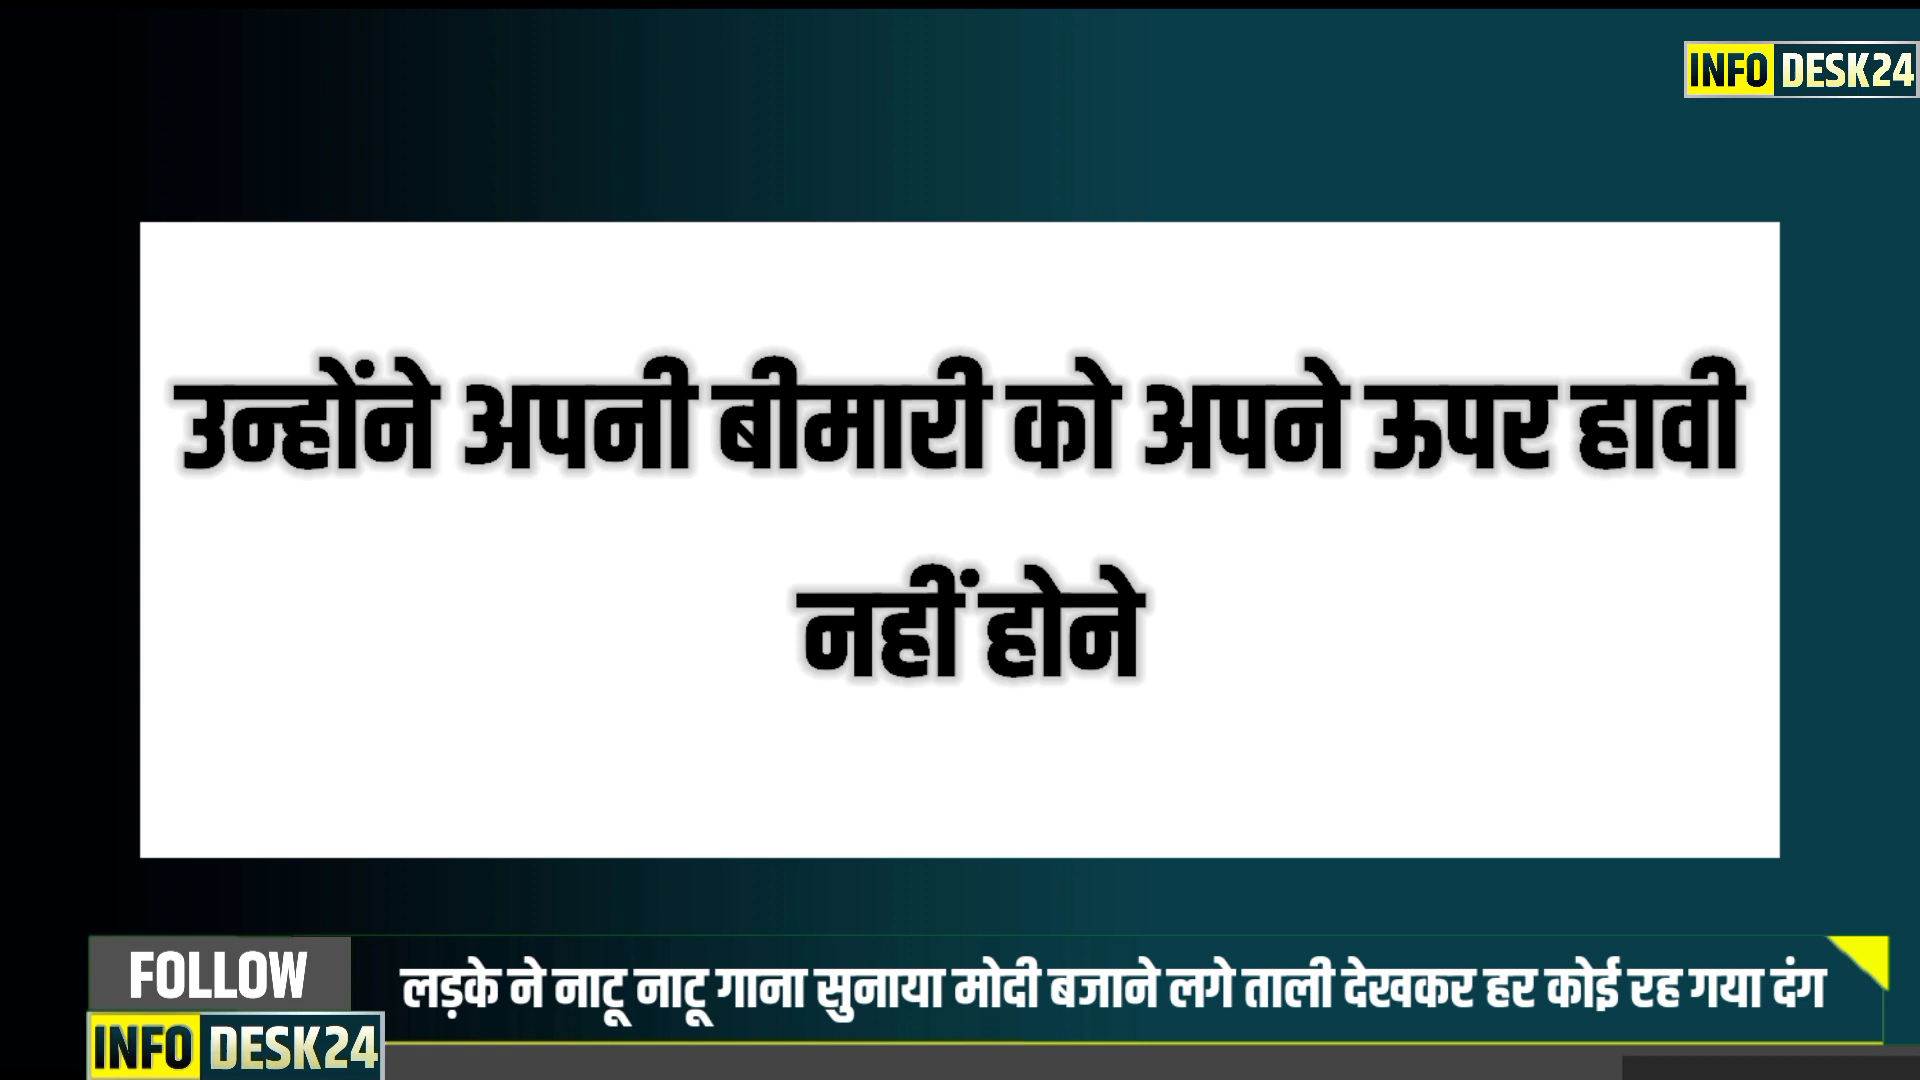 INFO DESK24
उन्होंने अपनी बीमारी को अपने ऊपर हावी
नहीं होने
FOLLOW
लड़के ने नाटू नाटू गाना सुनाया मोदी बजाने लगे ताली देखकर हर कोई रह गया दंग
INFO DESK24